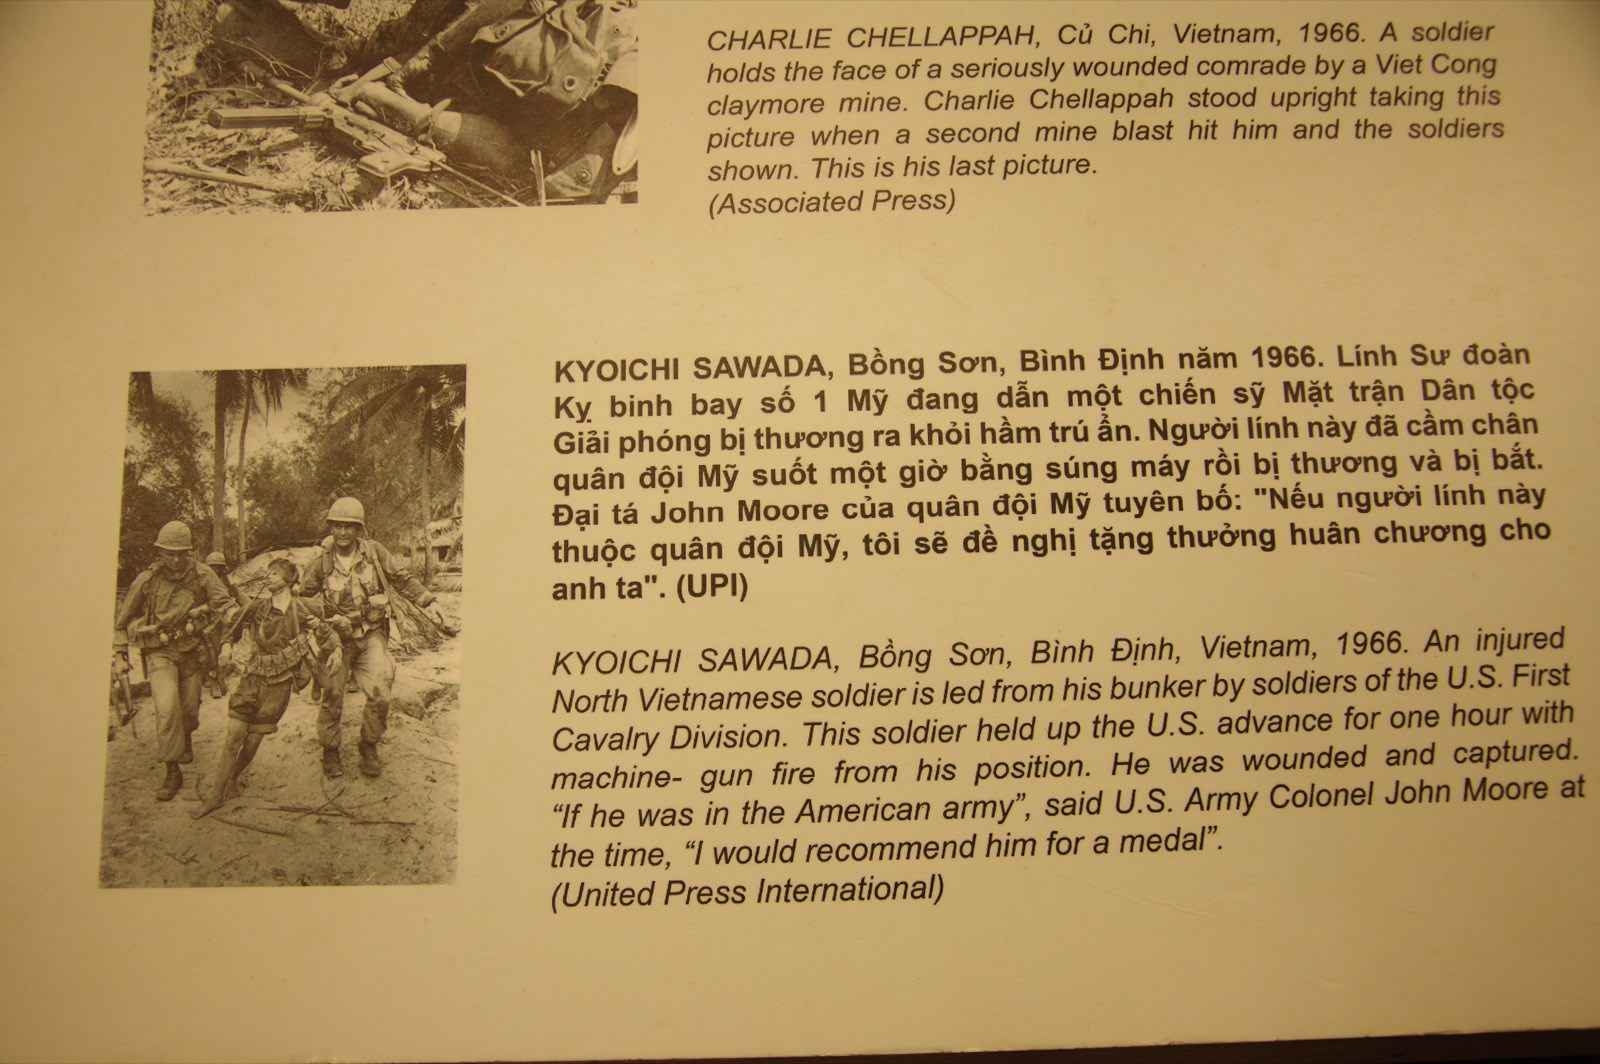 CHARLIE CHELLAPPAH, Củ Chi, Vietnam, 1966. A soldier
holds the face of a seriously wounded comrade by a Viet Cong
claymore mine. Charlie Chellappah stood upright taking this
picture when a second mine blast hit him and the soldiers
shown. This is his last picture.
(Associated Press)
KYOICHI SAWADA, Bồng Sơn, Bình Định năm 1966. Lính Sư đoàn
Kỵ binh bay số 1 Mỹ đang dẫn một chiến sỹ Mặt trận Dân tộc
Giải phóng bị thương ra khỏi hầm trú ẩn. Người lính này đã cầm chân
quân đội Mỹ suốt một giờ bằng súng máy rồi bị thương và bị bắt.
Đại tá John Moore của quân đội Mỹ tuyên bố: "Nếu người lính này
thuộc quân đội Mỹ, tôi sẽ đề nghị tặng thưởng huân chương cho
anh ta". (UPI)
KYOICHI SAWADA, Bồng Sơn, Bình Định, Vietnam, 1966. An injured
North Vietnamese soldier is led from his bunker by soldiers of the U.S. First
Cavalry Division. This soldier held up the U.S. advance for one hour with
machine- gun fire from his position. He was wounded and captured.
“If he was in the American army”, said U.S. Army Colonel John Moore at
the time, “I would recommend him for a medal”.
(United Press International)